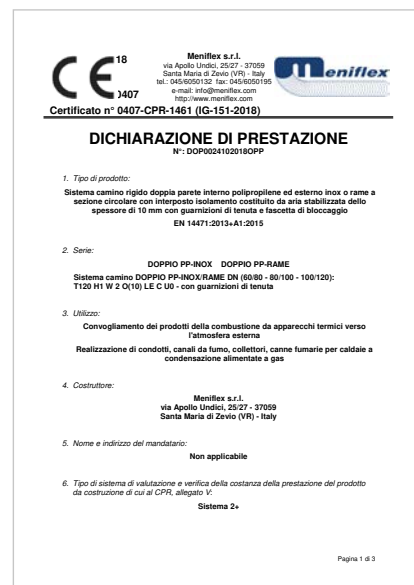 18
0407
Meniflex s.r.l.
via Apollo Undici, 25/27 - 37059
Santa Maria di Zevio (VR) - Italy
tel.: 045/6050132 fax: 045/6050195
e-mail: info@meniflex.com
http://www.meniflex.com
meniflex
Certificato n° 0407-CPR-1461 (IG-151-2018)
DICHIARAZIONE DI PRESTAZIONE
N°: DOP0024102018OPP
1. Tipo di prodotto:
Sistema camino rigido doppia parete interno polipropilene ed esterno inox o rame a
sezione circolare con interposto isolamento costituito da aria stabilizzata dello
spessore di 10 mm con guarnizioni di tenuta e fascetta di bloccaggio
EN 14471:2013+A1:2015
2. Serie:
DOPPIO PP-INOX DOPPIO PP-RAME
Sistema camino DOPPIO PP-INOX/RAME DN (60/80 - 80/100 - 100/120):
T120 H1 W 2 O(10) LE C U0 - con guarnizioni di tenuta
3. Utilizzo:
Convogliamento dei prodotti della combustione da apparecchi termici verso
l'atmosfera esterna
Realizzazione di condotti, canali da fumo, collettori, canne fumarie per caldaie a
condensazione alimentate a gas
4. Costruttore:
Meniflex s.r.l.
via Apollo Undici, 25/27 - 37059
Santa Maria di Zevio (VR) - Italy
5. Nome e indirizzo del mandatario:
Non applicabile
6. Tipo di sistema di valutazione e verifica della costanza della prestazione del prodotto
da costruzione di cui al CPR, allegato V:
Sistema 2+
Pagina 1 di 3